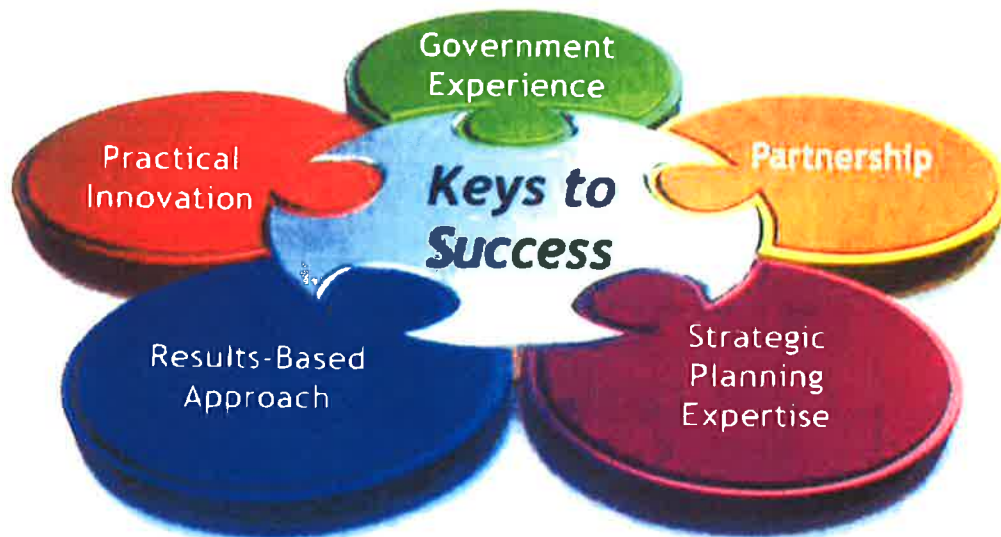 Government
Experience
Practical
Innovation
Partnership
Keys to
Success
Results-Based
Approach
Strategic
Planning
Expertise